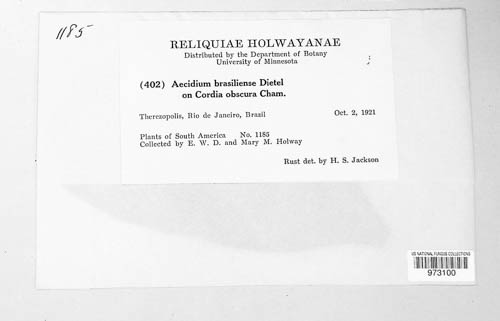 1185
RELIQUIAE HOLWAYANAE
Distributed by the Department of Botany
University of Minnesota
(402) Aecidium brasiliense Dietel
on Cordia obscura Cham.
Therezopolis, Rio de Janeiro, Brazil Oct. 2, 1921
Plants of South America No. 1185
Collected by E. W. D. and Mary M. Holway
Rust det. by H. S. Jackson
US NATIONAL FUNGUS COLLECTIONS
973100